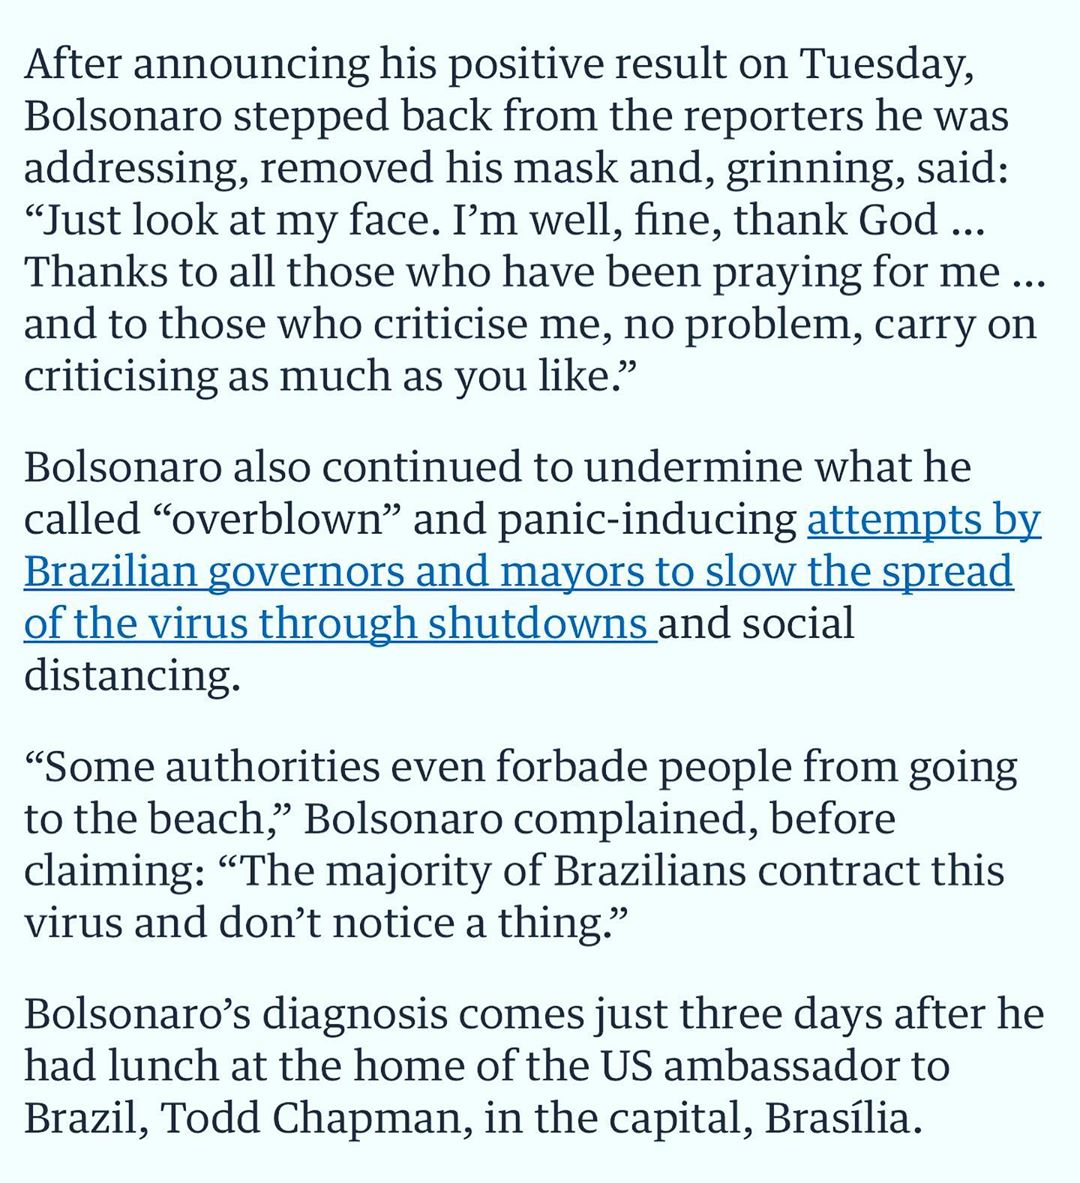 After announcing his positive result on Tuesday,
Bolsonaro stepped back from the reporters he was
addressing, removed his mask and, grinning, said:
“Just look at my face. I’m well, fine, thank God ...
Thanks to all those who have been praying for me ...
and to those who criticise me, no problem, carry on
criticising as much as you like.”
Bolsonaro also continued to undermine what he
called “overblown” and panic-inducing attempts by
Brazilian governors and mayors to slow the spread
of the virus through shutdowns and social
distancing.
“Some authorities even forbade people from going
to the beach,” Bolsonaro complained, before
claiming: “The majority of Brazilians contract this
virus and don’t notice a thing.”
Bolsonaro’s diagnosis comes just three days after he
had lunch at the home of the US ambassador to
Brazil, Todd Chapman, in the capital, Brasília.